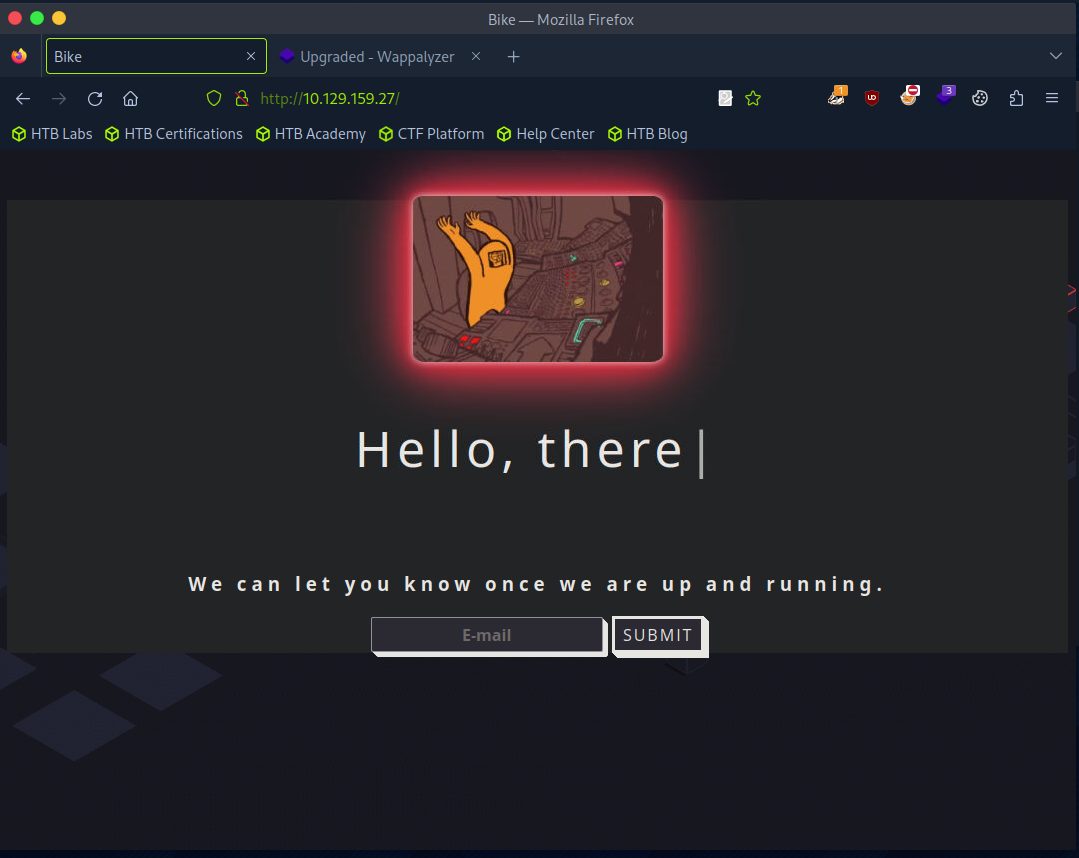 Bike — Mozilla Firefox
Bike
Upgraded - Wappalyzer
http://10.129.159.27/
1
3
HTB Labs HTB Certifications HTB Academy CTF Platform Help Center HTB Blog
Hello, there
We can let you know once we are up and running.
E-mail SUBMIT